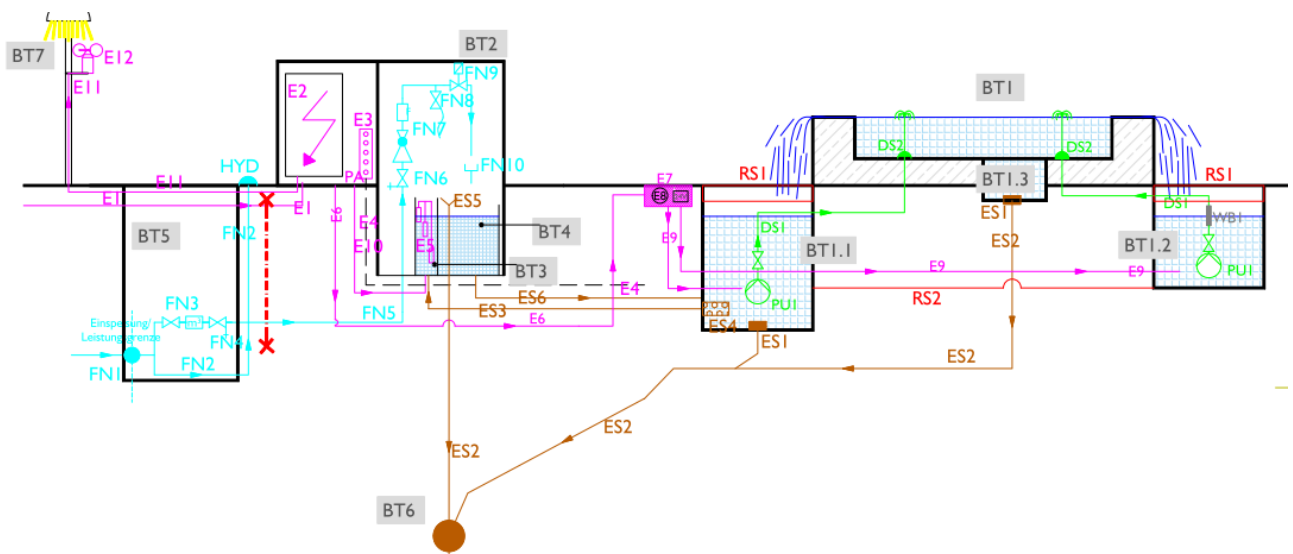 BT7
E12
E11
BT2
FN9
E2
FN8
E3
FN7
BT1
FN10
DS2
DS2
HYD
PA
FN6
E7
E8
RS1
BT1.3
RS1
E11
E1
E1
E6
ES5
ES1
DS1
WB1
FN2
E4
BT5
BT4
DS1
ES2
E10
E5
E9
BT1.1
BT1.2
BT3
E9
E9
E4
PU1
PU1
FN3
ES6
RS2
m³
FN5
ES3
ES4
Einspeisung/
Leistungsgrenze
FN4
E6
ES1
FN1
FN2
ES2
ES2
ES2
BT6